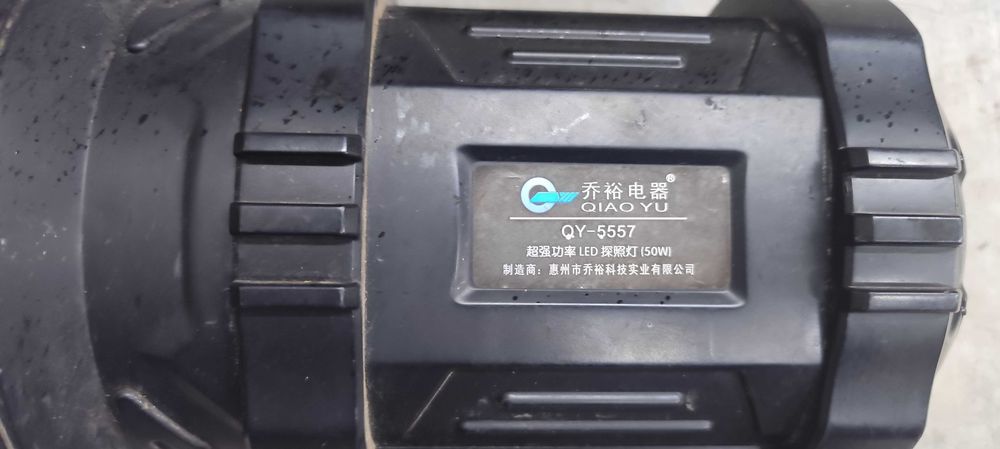 乔裕电器®
QIAO YU
QY-5557
超强功率 LED 探照灯 (50W)
制造商：惠州市乔裕科技实业有限公司